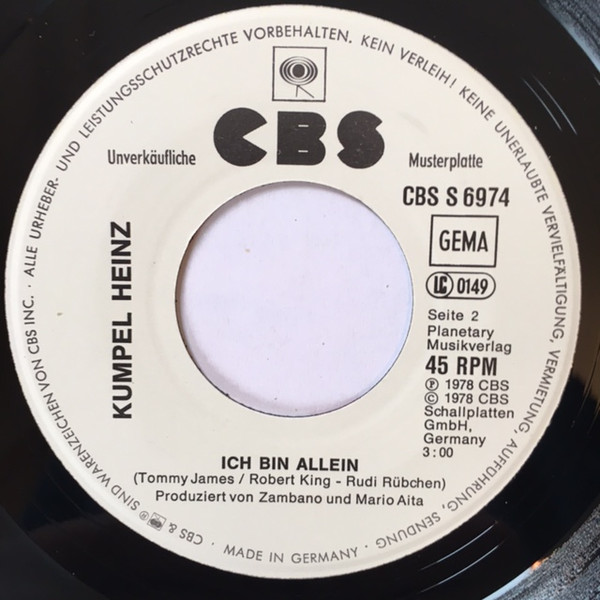 ALLE URHEBER- UND LEISTUNGSSCHUTZRECHTE VORBEHALTEN. KEIN VERLEIH! KEINE UNERLAUBTE VERVIELFÄLTIGUNG, VERMIETUNG, AUFFÜHRUNG, SENDUNG
CBS
Unverkäufliche Musterplatte
CBS S 6974
GEMA
LC 0149
KUMPEL HEINZ
Seite 2
Planetary
Musikverlag
45 RPM
Ⓟ 1978 CBS
© 1978 CBS
Schallplatten
GmbH,
Germany
3:00
ICH BIN ALLEIN
(Tommy James / Robert King - Rudi Rübchen)
Produziert von Zambano und Mario Aita
· MADE IN GERMANY ·
CBS & ® SIND WARENZEICHEN VON CBS INC. ·